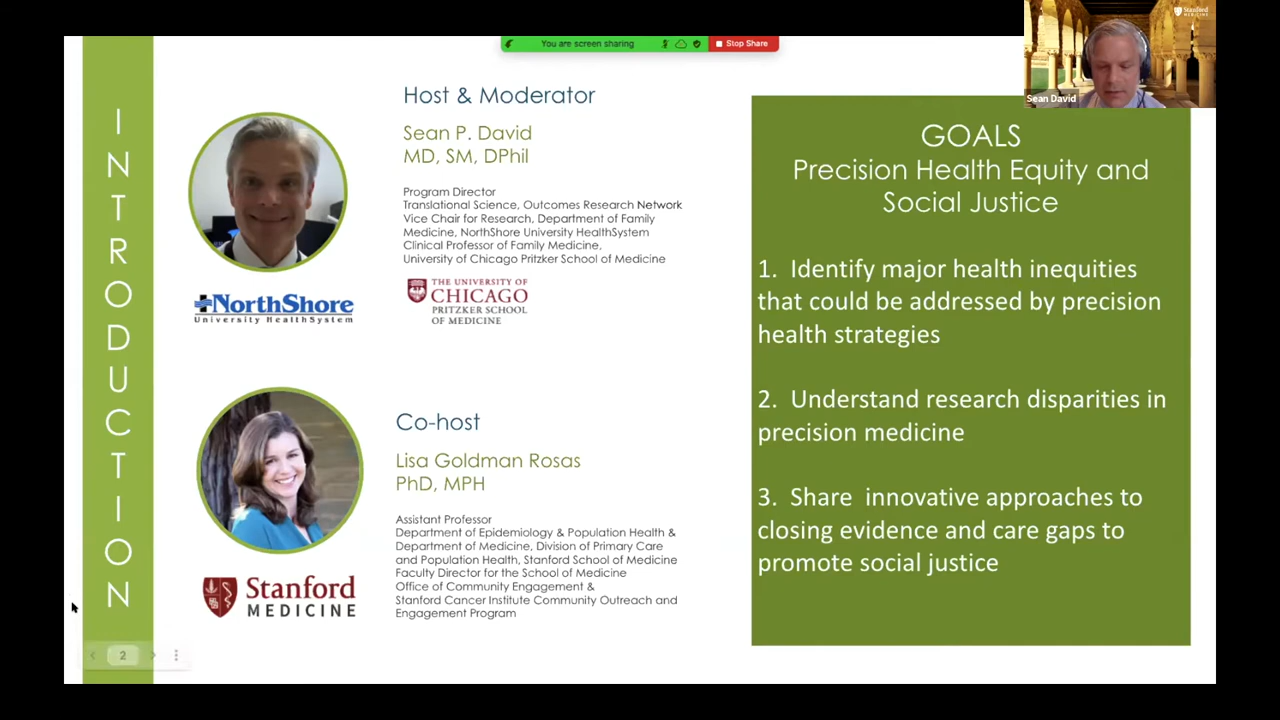 You are screen sharing
Stop Share
Stanford
MEDICINE
Sean David
INTRODUCTION
Host & Moderator
Sean P. David
MD, SM, DPhil
Program Director
Translational Science, Outcomes Research Network
Vice Chair for Research, Department of Family
Medicine, NorthShore University HealthSystem
Clinical Professor of Family Medicine,
University of Chicago Pritzker School of Medicine
NorthShore
University HealthSystem
THE UNIVERSITY OF
CHICAGO
PRITZKER SCHOOL
OF MEDICINE
Co-host
Lisa Goldman Rosas
PhD, MPH
Assistant Professor
Department of Epidemiology & Population Health &
Department of Medicine, Division of Primary Care
and Population Health, Stanford School of Medicine
Faculty Director for the School of Medicine
Office of Community Engagement &
Stanford Cancer Institute Community Outreach and
Engagement Program
Stanford
MEDICINE
GOALS
Precision Health Equity and
Social Justice
1. Identify major health inequities
that could be addressed by precision
health strategies
2. Understand research disparities in
precision medicine
3. Share innovative approaches to
closing evidence and care gaps to
promote social justice
2